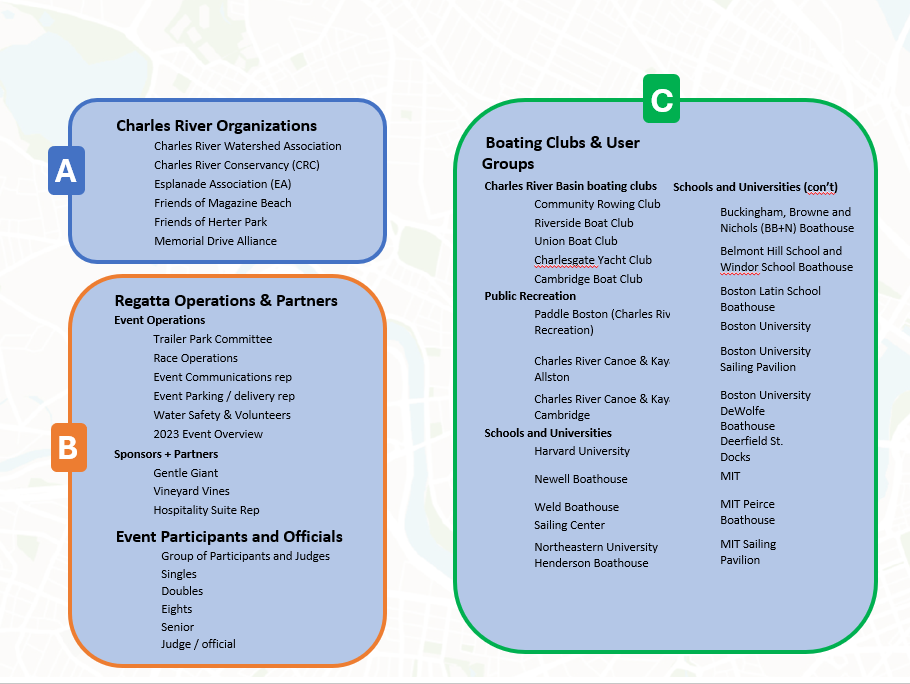 A
Charles River Organizations
Charles River Watershed Association
Charles River Conservancy (CRC)
Esplanade Association (EA)
Friends of Magazine Beach
Friends of Herter Park
Memorial Drive Alliance
B
Regatta Operations & Partners
Event Operations
Trailer Park Committee
Race Operations
Event Communications rep
Event Parking / delivery rep
Water Safety & Volunteers
2023 Event Overview
Sponsors + Partners
Gentle Giant
Vineyard Vines
Hospitality Suite Rep
Event Participants and Officials
Group of Participants and Judges
Singles
Doubles
Eights
Senior
Judge / official
C
Boating Clubs & User
Groups
Charles River Basin boating clubs
Community Rowing Club
Riverside Boat Club
Union Boat Club
Charlesgate Yacht Club
Cambridge Boat Club
Public Recreation
Paddle Boston (Charles Riv
Recreation)
Charles River Canoe & Kay
Allston
Charles River Canoe & Kay
Cambridge
Schools and Universities
Harvard University
Newell Boathouse
Weld Boathouse
Sailing Center
Northeastern University
Henderson Boathouse
Schools and Universities (con't)
Buckingham, Browne and
Nichols (BB+N) Boathouse
Belmont Hill School and
Windor School Boathouse
Boston Latin School
Boathouse
Boston University
Boston University
Sailing Pavilion
Boston University
DeWolfe
Boathouse
Deerfield St.
Docks
MIT
MIT Peirce
Boathouse
MIT Sailing
Pavilion